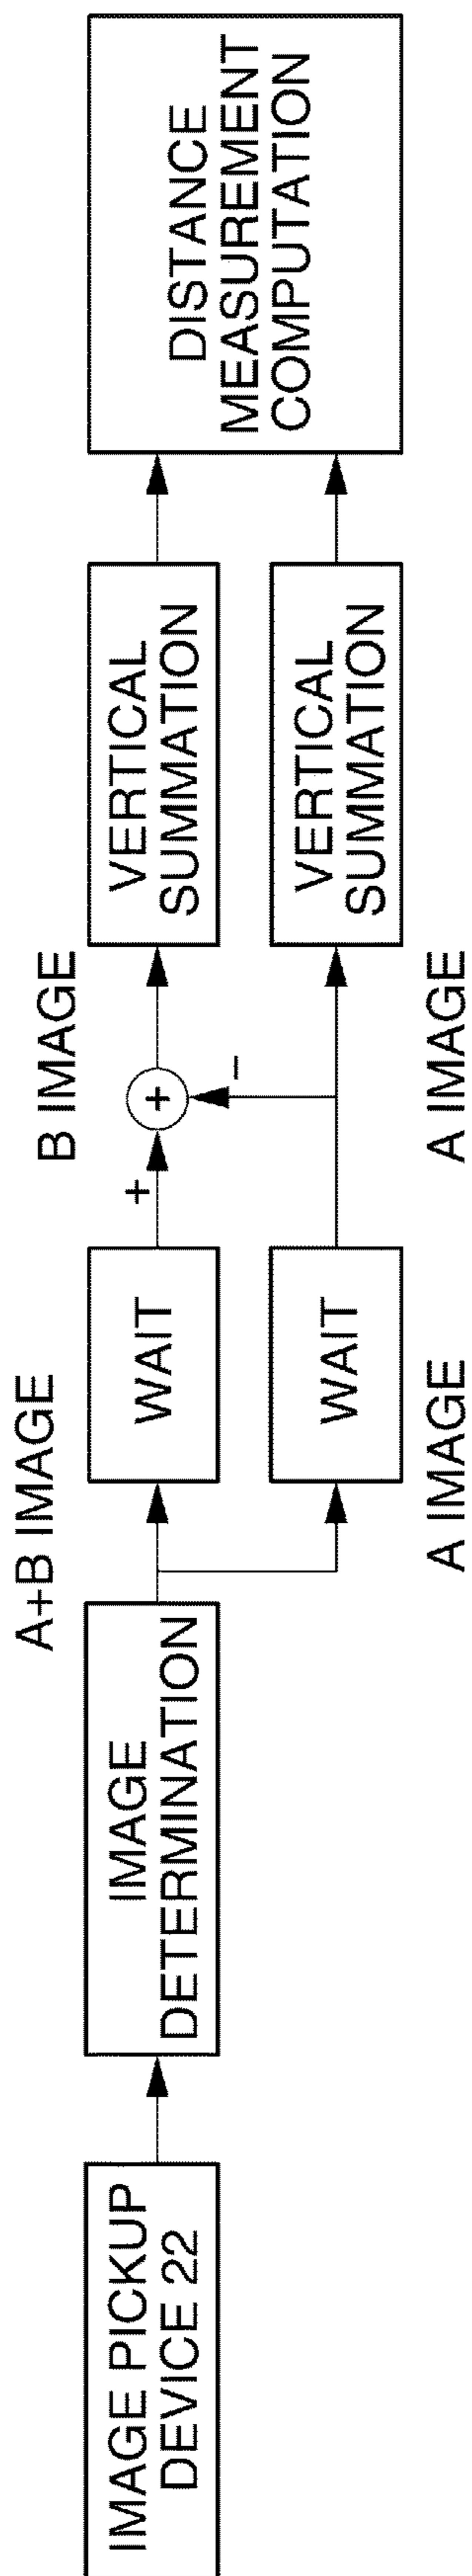 IMAGE PICKUP
DEVICE 22
IMAGE
DETERMINATION
A+B IMAGE
WAIT
WAIT
A IMAGE
+
+
−
B IMAGE
A IMAGE
VERTICAL
SUMMATION
VERTICAL
SUMMATION
DISTANCE
MEASUREMENT
COMPUTATION